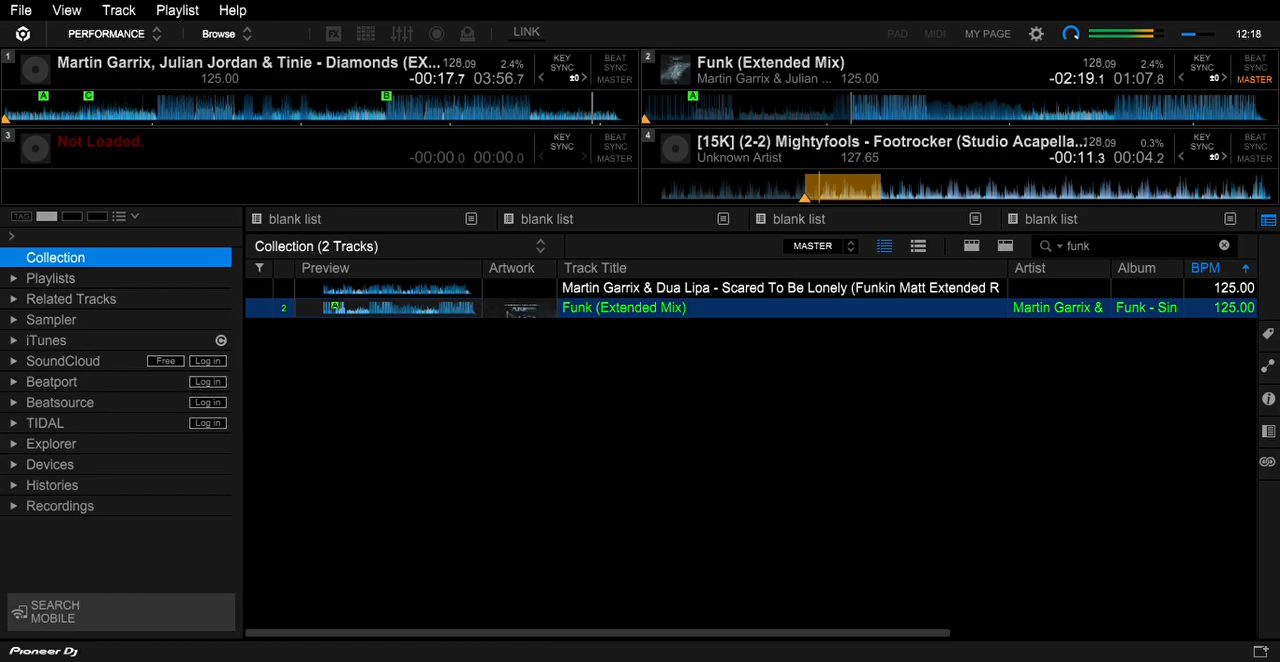 File View Track Playlist Help
PERFORMANCE Browse FX LINK PAD MIDI MY PAGE 12:18
1 Martin Garrix, Julian Jordan & Tinie - Diamonds (EX... 128.09 2.4% KEY SYNC BEAT SYNC MASTER
125.00 -00:17.7 03:56.7 ±0
A C B
2 Funk (Extended Mix) 128.09 2.4% KEY SYNC BEAT SYNC MASTER
Martin Garrix & Julian ... 125.00 -02:19.1 01:07.8 ±0
A
3 Not Loaded. KEY SYNC BEAT SYNC MASTER
-00:00.0 00:00.0
4 [15K] (2-2) Mightyfools - Footrocker (Studio Acapella... 128.09 0.3% KEY SYNC BEAT SYNC MASTER
Unknown Artist 127.65 -00:11.3 00:04.2 ±0
TAG
blank list blank list blank list blank list
Collection (2 Tracks) MASTER funk
Preview Artwork Track Title Artist Album BPM
Martin Garrix & Dua Lipa - Scared To Be Lonely (Funkin Matt Extended R 125.00
2 A Funk (Extended Mix) Martin Garrix & Funk - Sin 125.00
Collection
Playlists
Related Tracks
Sampler
iTunes
SoundCloud Free Log in
Beatport Log in
Beatsource Log in
TIDAL Log in
Explorer
Devices
Histories
Recordings
SEARCH
MOBILE
Pioneer Dj